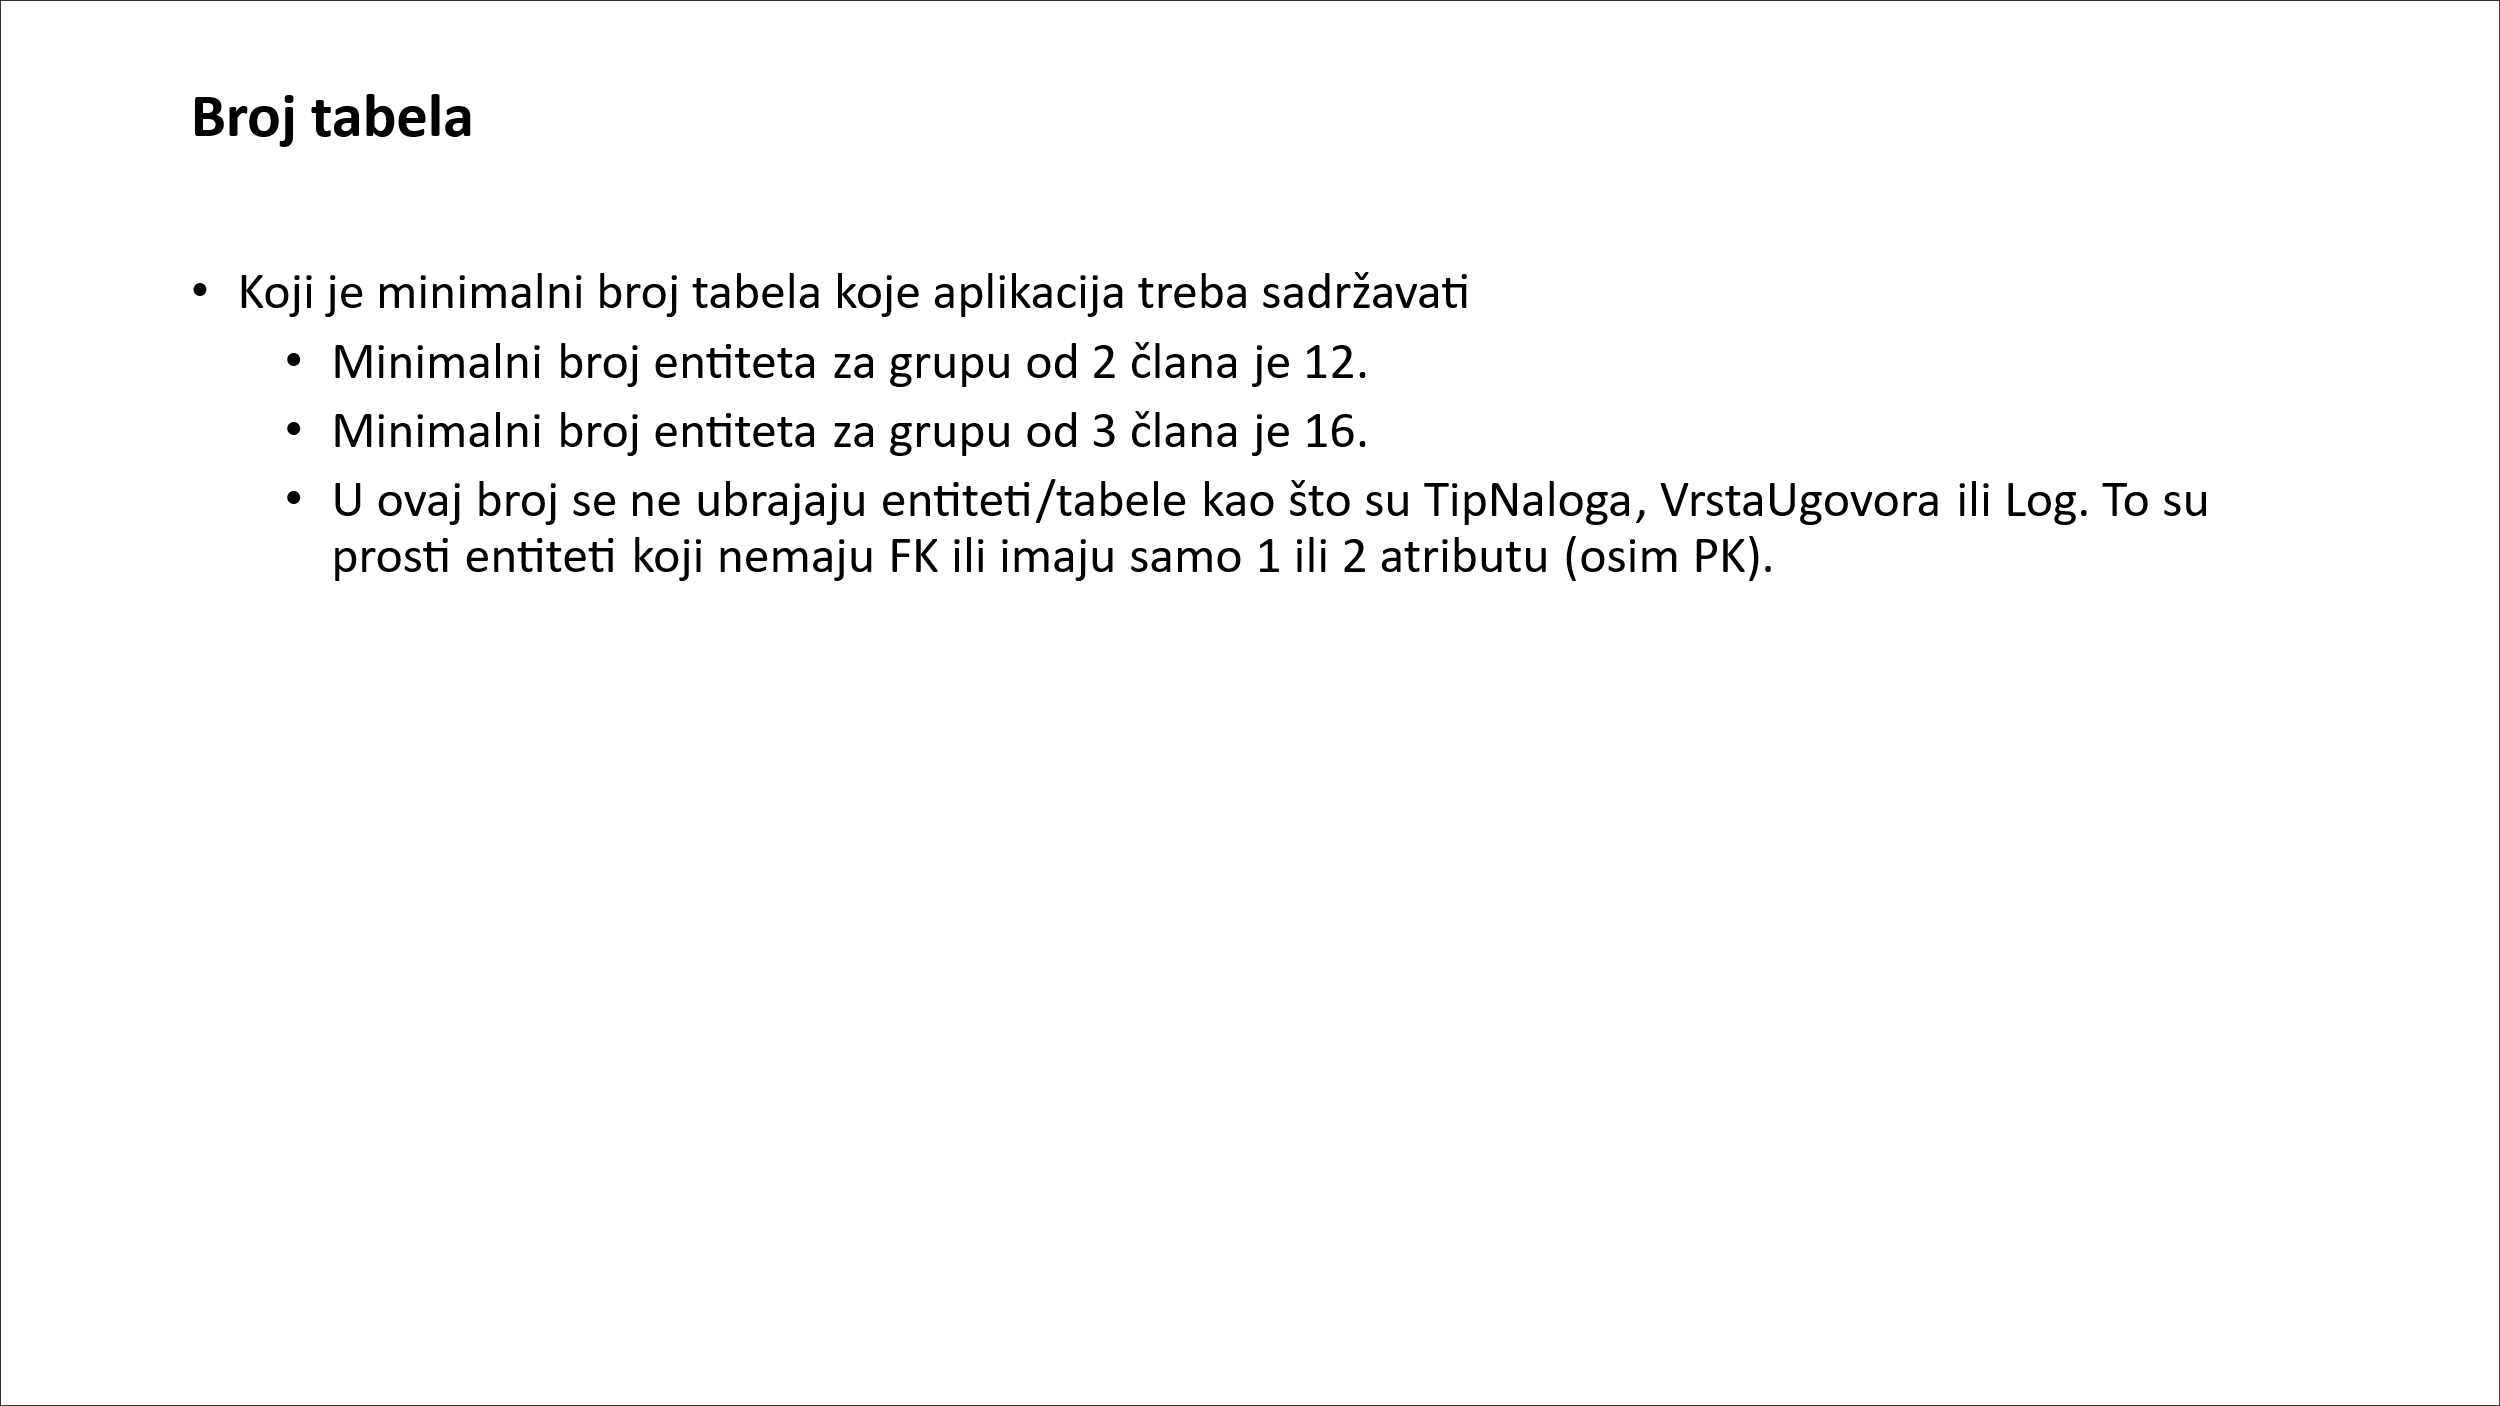 Broj tabela
• Koji je minimalni broj tabela koje aplikacija treba sadržavati
• Minimalni broj entiteta za grupu od 2 člana je 12.
• Minimalni broj entiteta za grupu od 3 člana je 16.
• U ovaj broj se ne ubrajaju entiteti/tabele kao što su TipNaloga, VrstaUgovora ili Log. To su
prosti entiteti koji nemaju FK ili imaju samo 1 ili 2 atributu (osim PK).